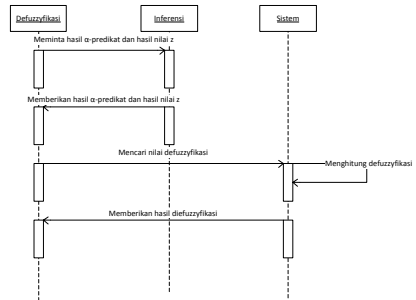 Defuzzyfikasi
Inferensi
Sistem
Meminta hasil α-predikat dan hasil nilai z
Memberikan hasil α-predikat dan hasil nilai z
Mencari nilai defuzzyfikasi
Menghitung defuzzyfikasi
Memberikan hasil diefuzzyfikasi